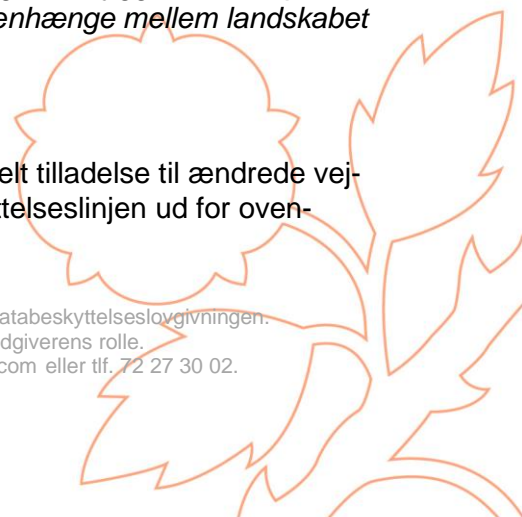 enhænge mellem landskabet
elt tilladelse til ændrede vej-
ttelseslinjen ud for oven-
atabeskyttelseslovgivningen.
dgiverens rolle.
com eller tlf. 72 27 30 02.